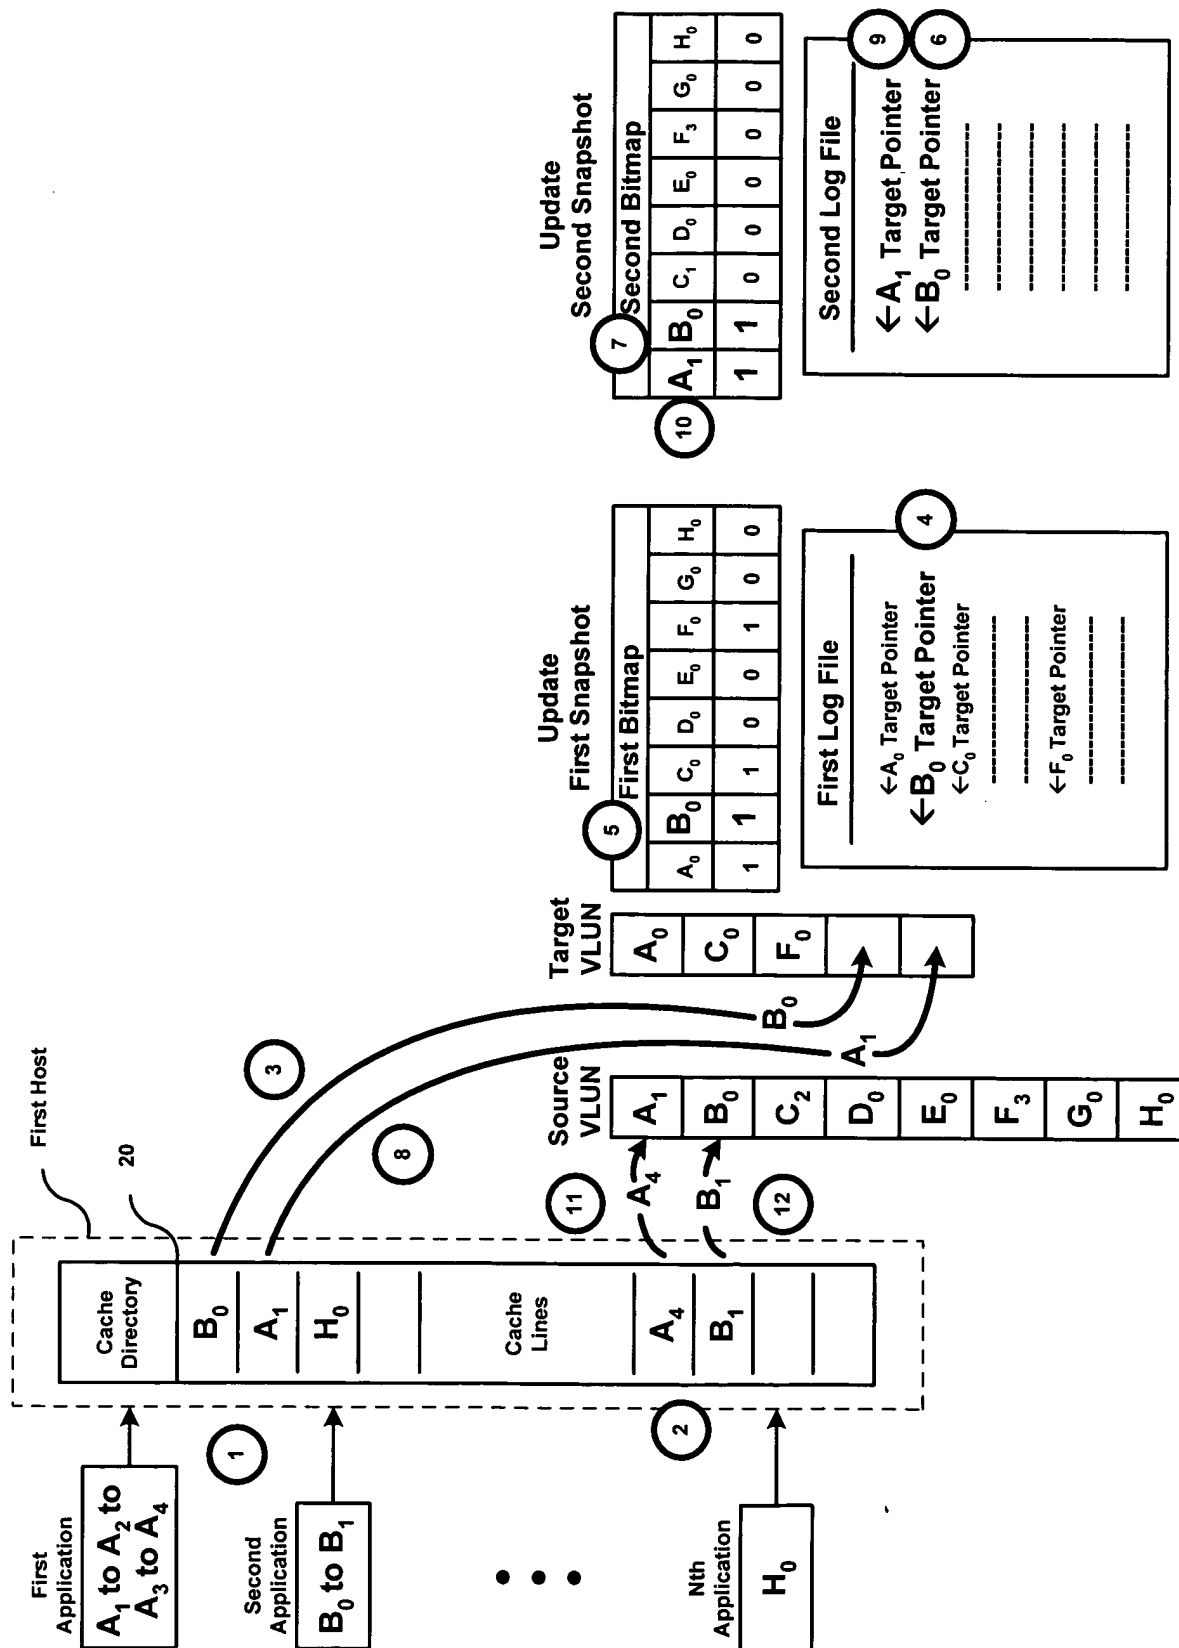 First Host
20
First
Application
A₁ to A₂ to
A₃ to A₄
Second
Application
B₀ to B₁
Nth
Application
H₀
1
2
Cache
Directory
B₀
A₁
H₀
Cache
Lines
A₄
B₁
3
8
11
A₄
B₁
12
Source
VLUN
A₁
B₀
C₂
D₀
E₀
F₃
G₀
H₀
B₀
A₁
Target
VLUN
A₀
C₀
F₀
Update
First Snapshot
First Bitmap
5
A₀ B₀ C₀ D₀ E₀ F₀ G₀ H₀
1 1 1 0 0 1 0 0
First Log File
4
←A₀ Target Pointer
←B₀ Target Pointer
←C₀ Target Pointer
←F₀ Target Pointer
Update
Second Snapshot
Second Bitmap
7
10
A₁ B₀ C₁ D₀ E₀ F₃ G₀ H₀
1 1 0 0 0 0 0 0
Second Log File
←A₁ Target Pointer
9
←B₀ Target Pointer
6